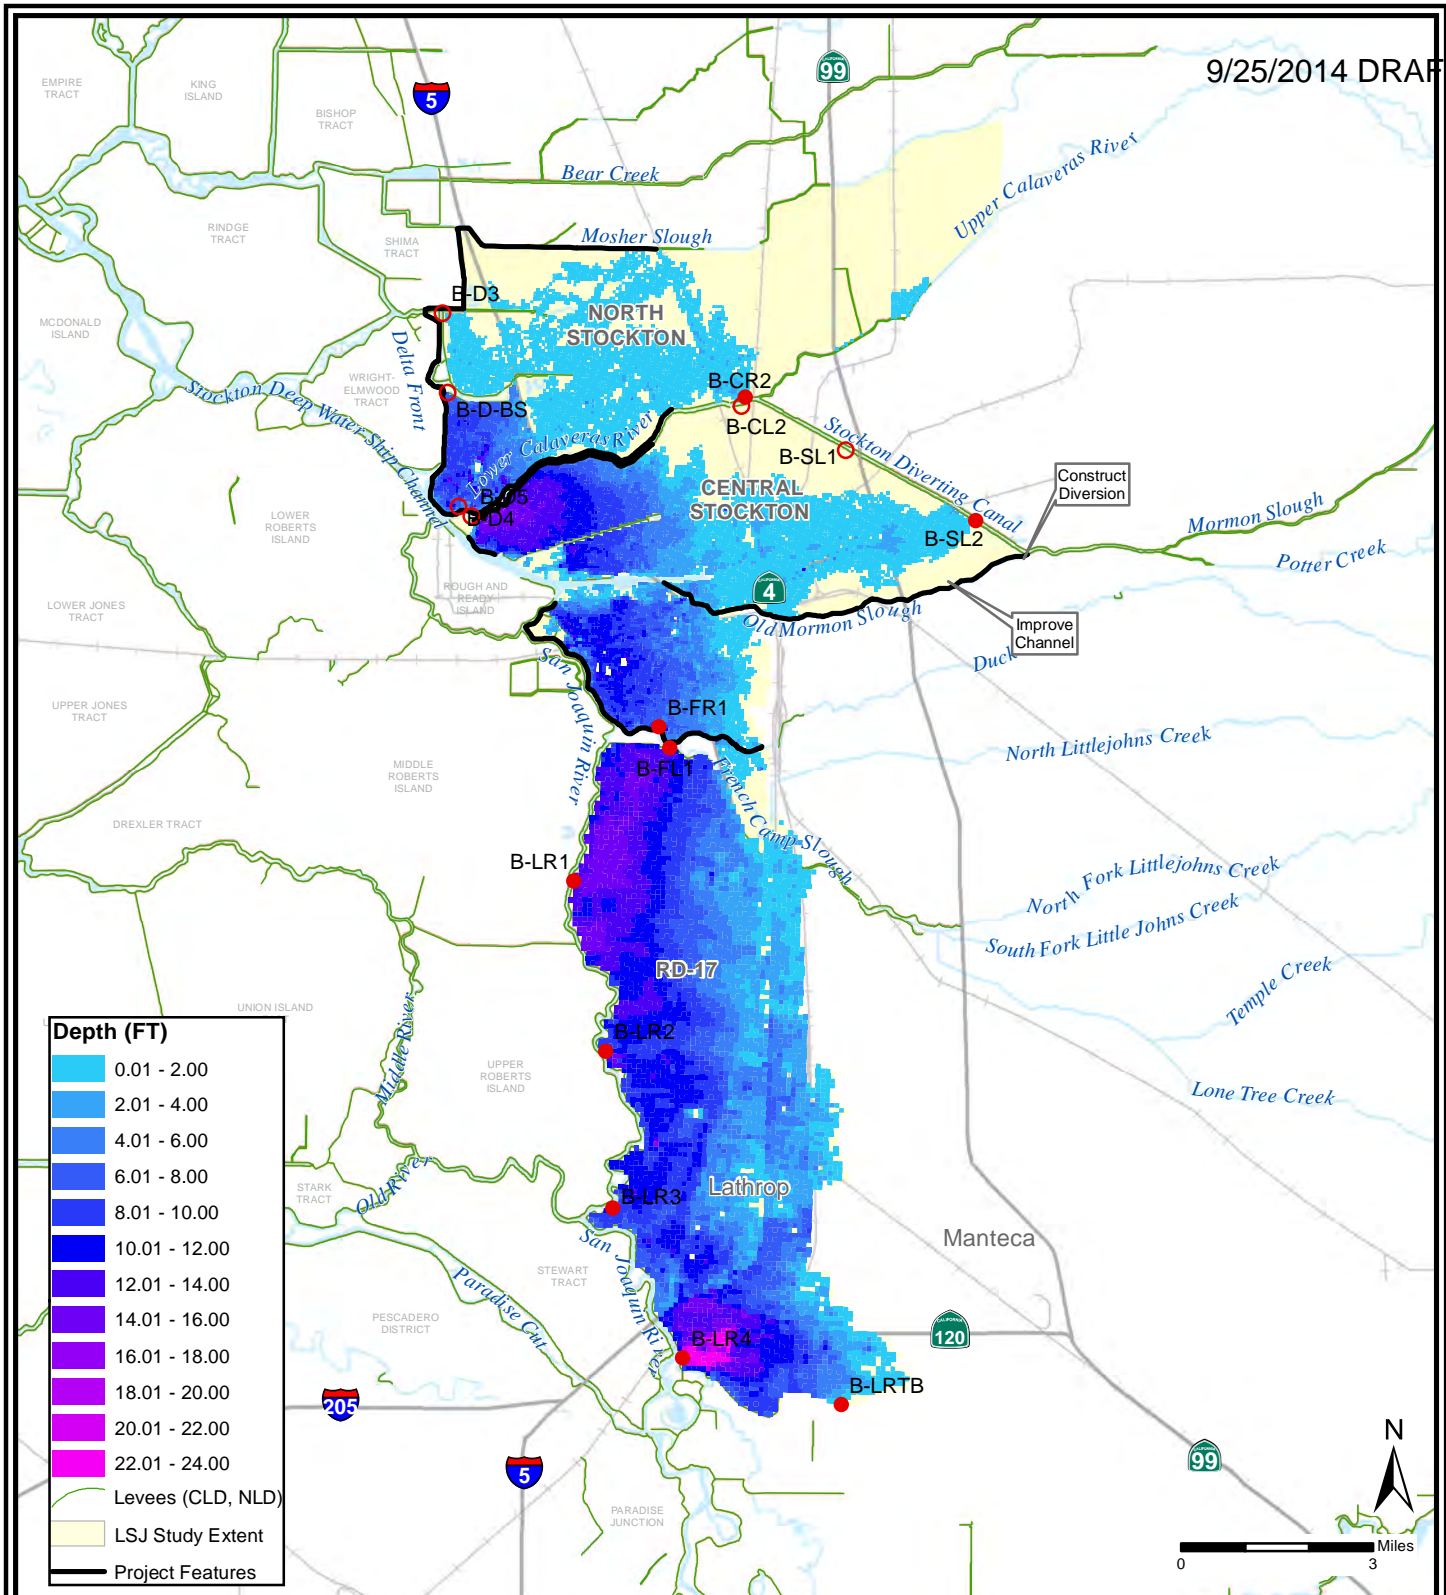 9/25/2014 DRAF
99
5
EMPIRE
TRACT
KING
ISLAND
BISHOP
TRACT
Bear Creek
Upper Calaveras River
RINDGE
TRACT
SHIMA
TRACT
Mosher Slough
B-D3
NORTH
STOCKTON
MCDONALD
ISLAND
Delta Front
WRIGHT-
ELMWOOD
TRACT
Stockton Deep Water Ship Channel
B-D-BS
B-CR2
B-CL2
Lower Calaveras River
B-SL1
Stockton Diverting Canal
Construct
Diversion
CENTRAL
STOCKTON
B-D5
B-D4
LOWER
ROBERTS
ISLAND
B-SL2
Mormon Slough
Potter Creek
ROUGH AND
READY
ISLAND
CALIFORNIA
4
LOWER JONES
TRACT
Old Mormon Slough
Improve
Channel
Duck
San Joaquin River
UPPER JONES
TRACT
B-FR1
North Littlejohns Creek
B-FL1
MIDDLE
ROBERTS
ISLAND
French Camp Slough
DREXLER TRACT
B-LR1
North Fork Littlejohns Creek
South Fork Little Johns Creek
RD-17
Temple Creek
UNION ISLAND
Middle River
B-LR2
UPPER
ROBERTS
ISLAND
Lone Tree Creek
STARK
TRACT
Old River
Lathrop
B-LR3
Manteca
San Joaquin River
STEWART
TRACT
Paradise Cut
PESCADERO
DISTRICT
B-LR4
CALIFORNIA
120
B-LRTB
205
5
99
PARADISE
JUNCTION
N
Miles
0
3
Depth (FT)
0.01 - 2.00
2.01 - 4.00
4.01 - 6.00
6.01 - 8.00
8.01 - 10.00
10.01 - 12.00
12.01 - 14.00
14.01 - 16.00
16.01 - 18.00
18.01 - 20.00
20.01 - 22.00
22.01 - 24.00
Levees (CLD, NLD)
LSJ Study Extent
Project Features